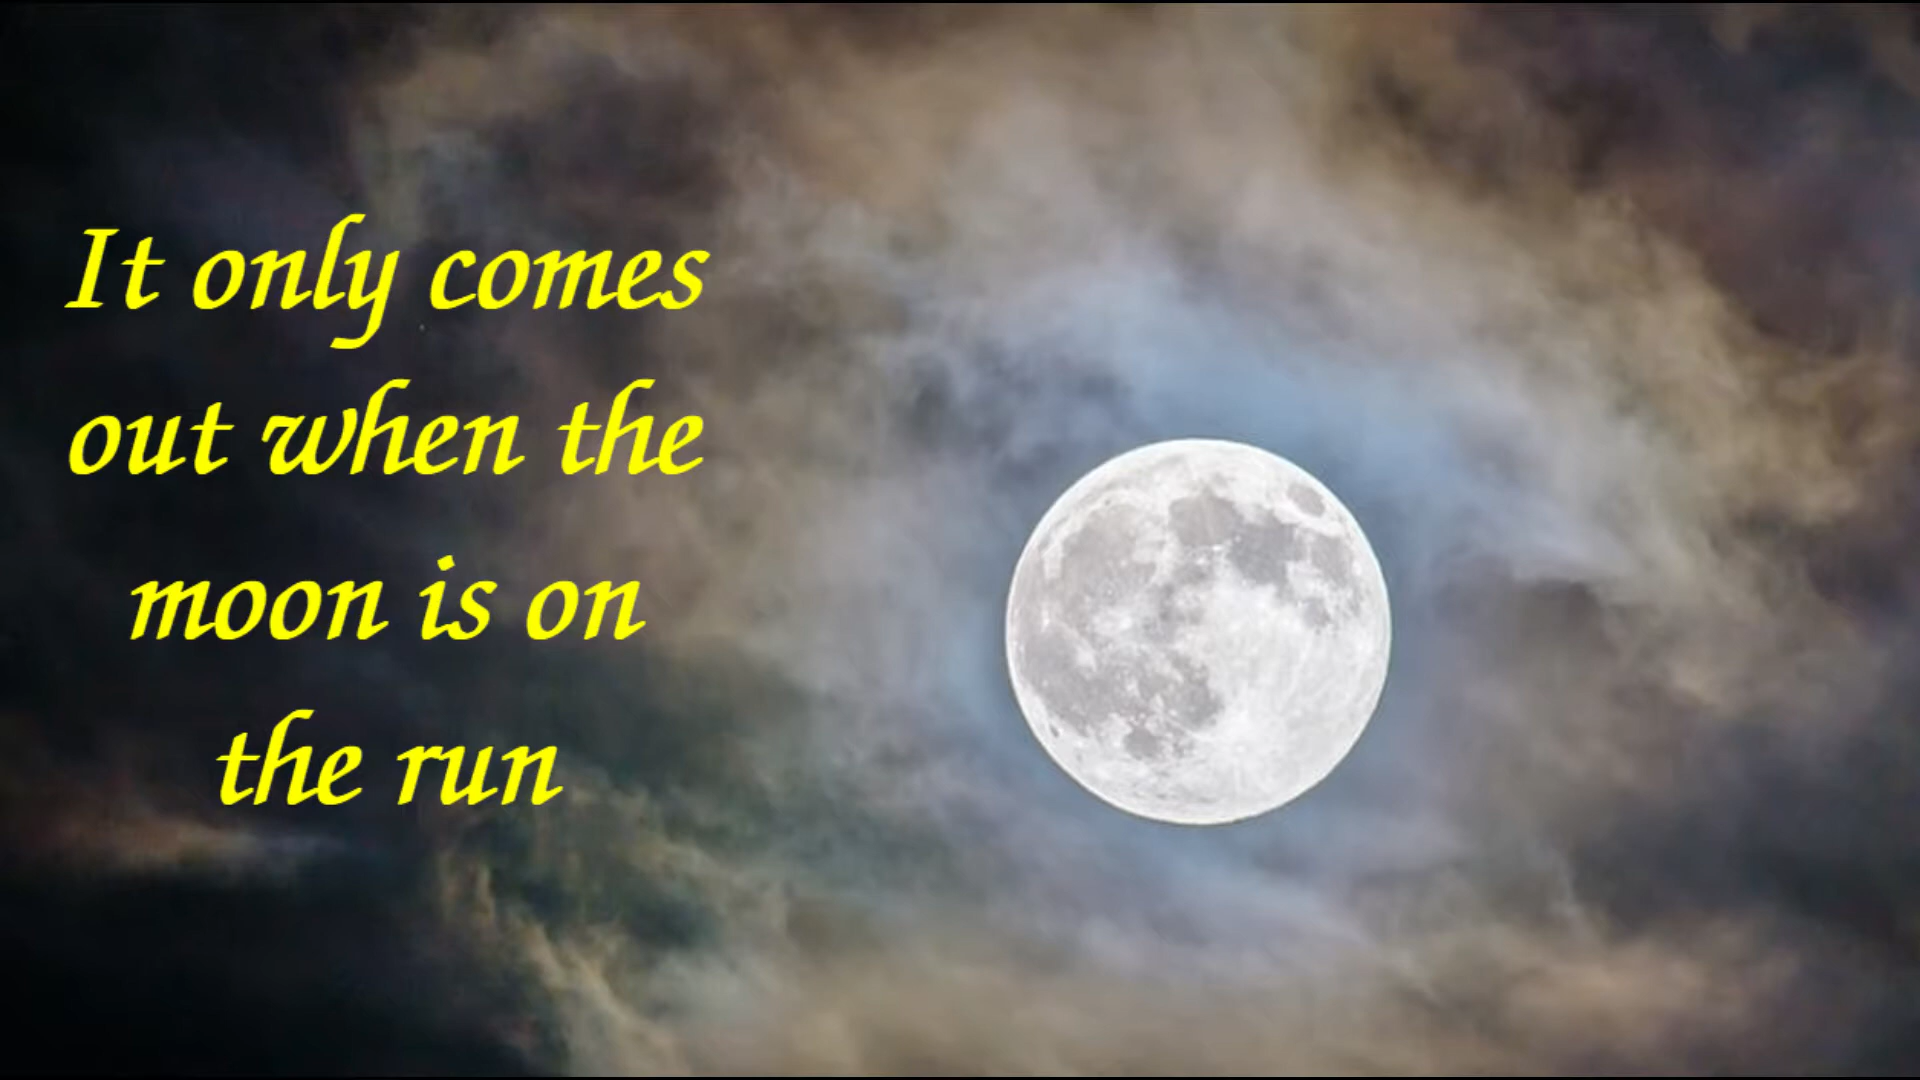 It only comes
out when the
moon is on
the run